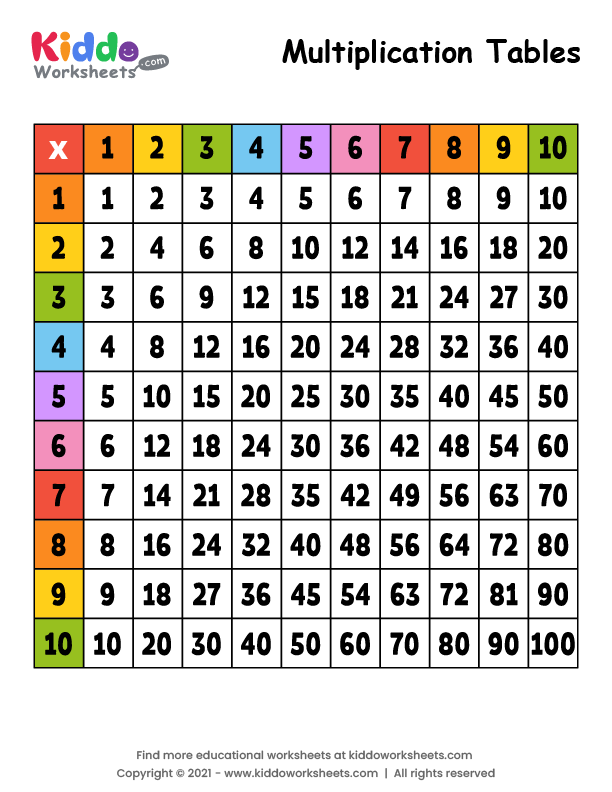 Kiddo
Worksheets.com
Multiplication Tables
x 1 2 3 4 5 6 7 8 9 10
1 1 2 3 4 5 6 7 8 9 10
2 2 4 6 8 10 12 14 16 18 20
3 3 6 9 12 15 18 21 24 27 30
4 4 8 12 16 20 24 28 32 36 40
5 5 10 15 20 25 30 35 40 45 50
6 6 12 18 24 30 36 42 48 54 60
7 7 14 21 28 35 42 49 56 63 70
8 8 16 24 32 40 48 56 64 72 80
9 9 18 27 36 45 54 63 72 81 90
10 10 20 30 40 50 60 70 80 90 100
Find more educational worksheets at kiddoworksheets.com
Copyright © 2021 - www.kiddoworksheets.com | All rights reserved